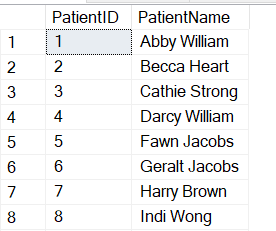 PatientID PatientName
1 1 Abby William
2 2 Becca Heart
3 3 Cathie Strong
4 4 Darcy William
5 5 Fawn Jacobs
6 6 Geralt Jacobs
7 7 Harry Brown
8 8 Indi Wong